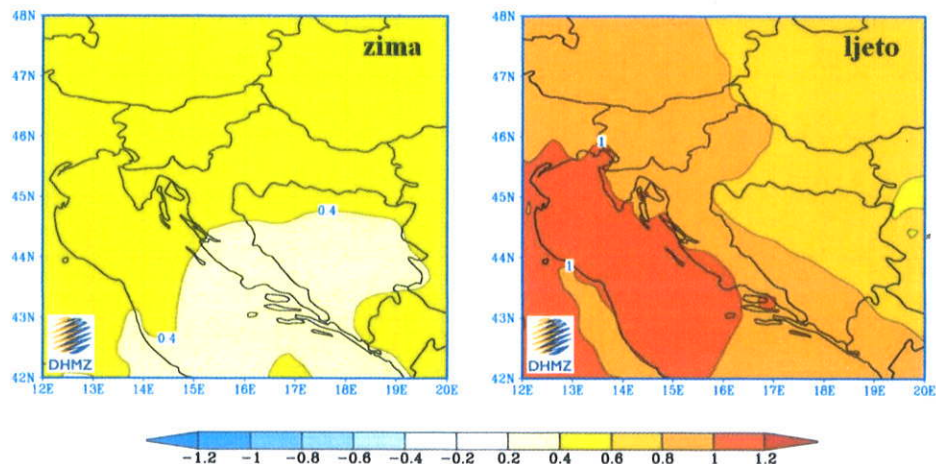 zima
48N
47N
46N
45N
44N
43N
42N
0 4
0 4
DHMZ
12E 13E 14E 15E 16E 17E 18E 19E 20E
ljeto
48N
47N
46N
45N
44N
43N
42N
1
1
DHMZ
12E 13E 14E 15E 16E 17E 18E 19E 20E
-1.2 -1 -0.8 -0.6 -0.4 -0.2 0.2 0.4 0.6 0.8 1 1.2